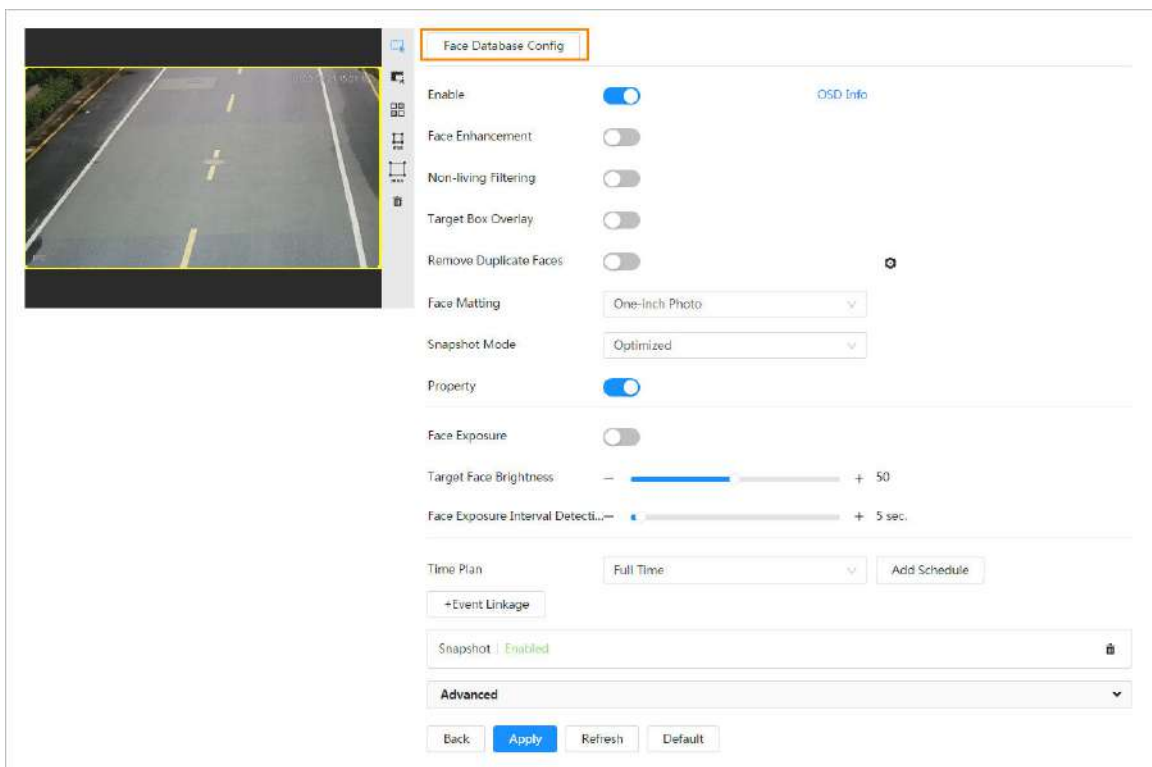 Face Database Config
Enable
OSD Info
Face Enhancement
Non-living Filtering
Target Box Overlay
Remove Duplicate Faces
Face Matting
One-inch Photo
Snapshot Mode
Optimized
Property
Face Exposure
Target Face Brightness
50
Face Exposure Interval Detecti...
5 sec.
Time Plan
Full Time
Add Schedule
+Event Linkage
Snapshot | Enabled
Advanced
Back
Apply
Refresh
Default